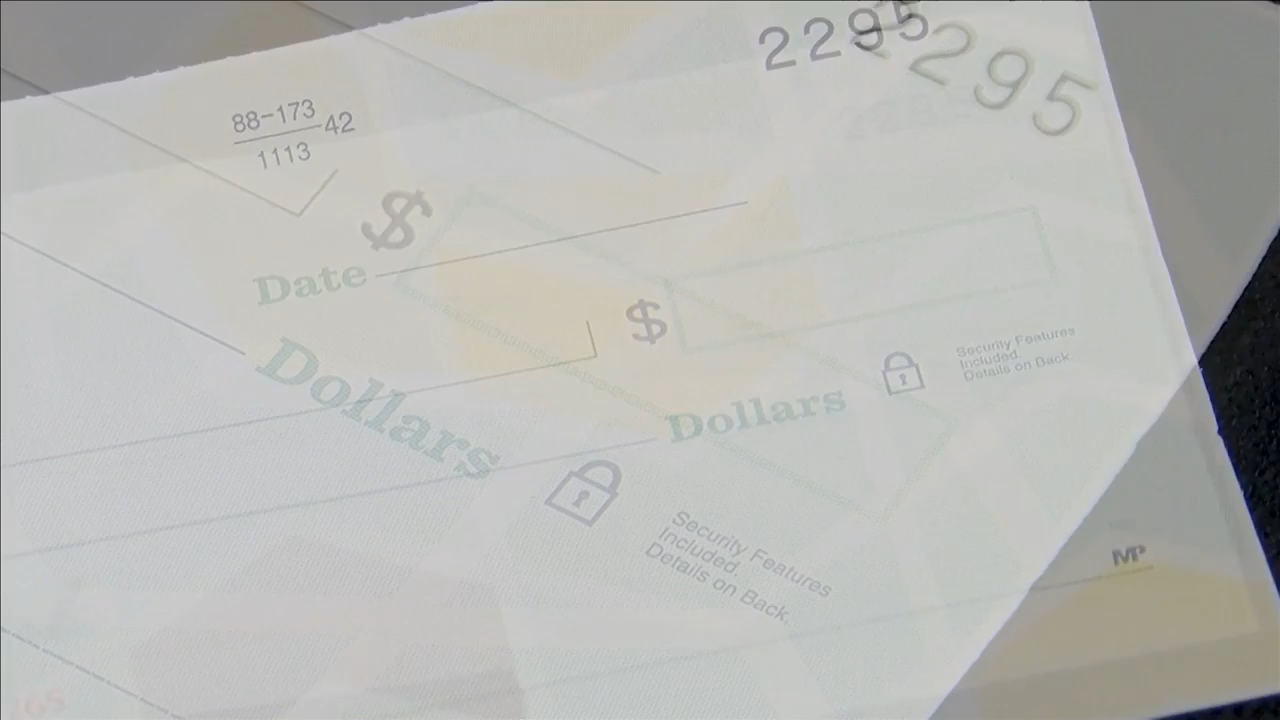 2295
2295
88-173
42
1113
$
Date
$
Security Features
Included.
Details on Back.
Dollars
Dollars
Security Features
Included.
Details on Back.
MP